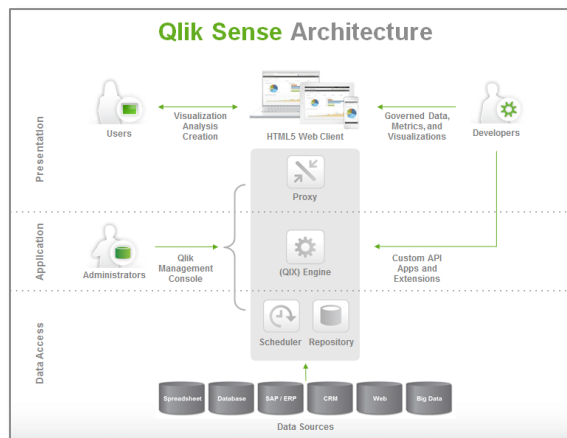 Qlik Sense Architecture
Presentation
Users
Visualization
Analysis
Creation
HTML5 Web Client
Governed Data,
Metrics, and
Visualizations
Developers
Proxy
Application
Administrators
Qlik
Management
Console
(QIX) Engine
Custom API
Apps and
Extensions
Data Access
Scheduler
Repository
Spreadsheet
Database
SAP / ERP
CRM
Web
Big Data
Data Sources